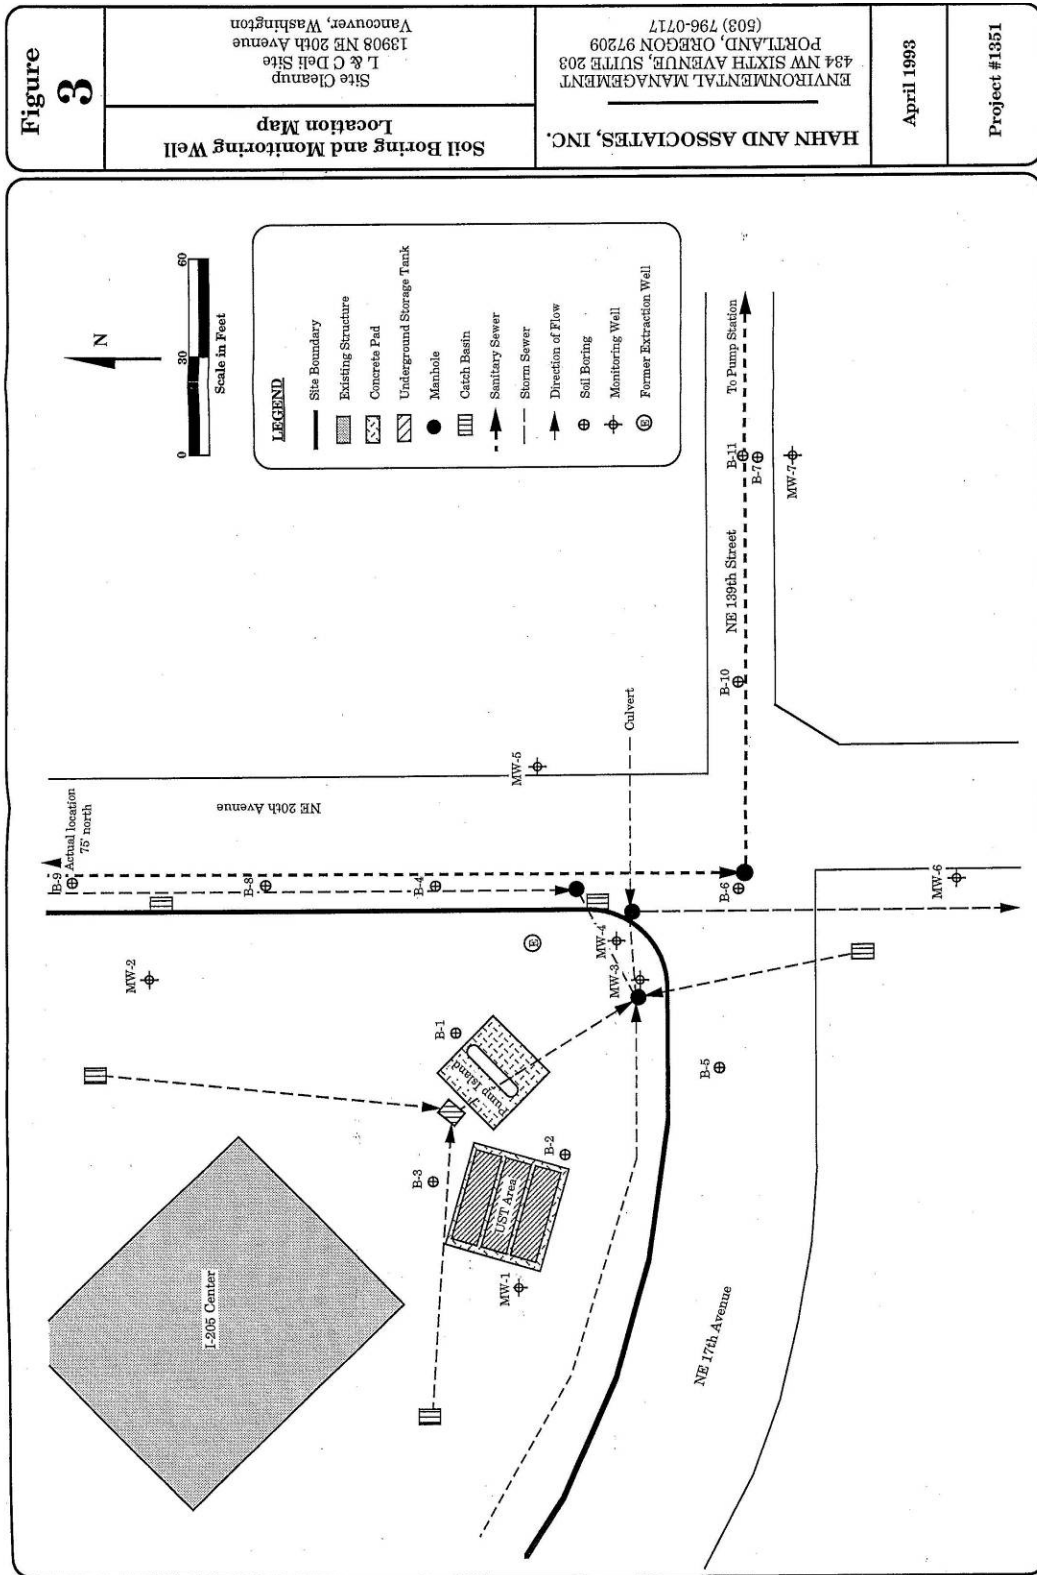 Figure
3
Soil Boring and Monitoring Well
Location Map
Site Cleanup
L & C Deli Site
13908 NE 20th Avenue
Vancouver, Washington
HAHN AND ASSOCIATES, INC.
ENVIRONMENTAL MANAGEMENT
434 NW SIXTH AVENUE, SUITE 203
PORTLAND, OREGON 97209
(503) 796-0717
April 1993
Project #1351
N
0
30
60
Scale in Feet
LEGEND
Site Boundary
Existing Structure
Concrete Pad
Underground Storage Tank
Manhole
Catch Basin
Sanitary Sewer
Storm Sewer
Direction of Flow
Soil Boring
Monitoring Well
E
Former Extraction Well
B-9
Actual location
75' north
NE 20th Avenue
B-8
B-4
MW-2
MW-5
E
MW-4
MW-3
Culvert
B-1
Pump Island
B-3
B-2
UST Area
MW-1
I-205 Center
B-5
B-6
MW-6
B-10
NE 139th Street
B-11
B-7
MW-7
To Pump Station
NE 17th Avenue